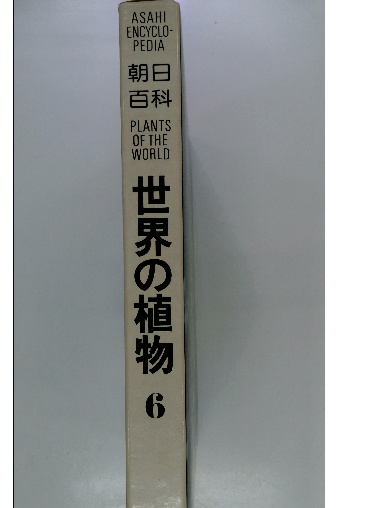 ASAHI
ENCYCLO-
PEDIA
朝日
百科
PLANTS
OF THE
WORLD
世界の植物
6